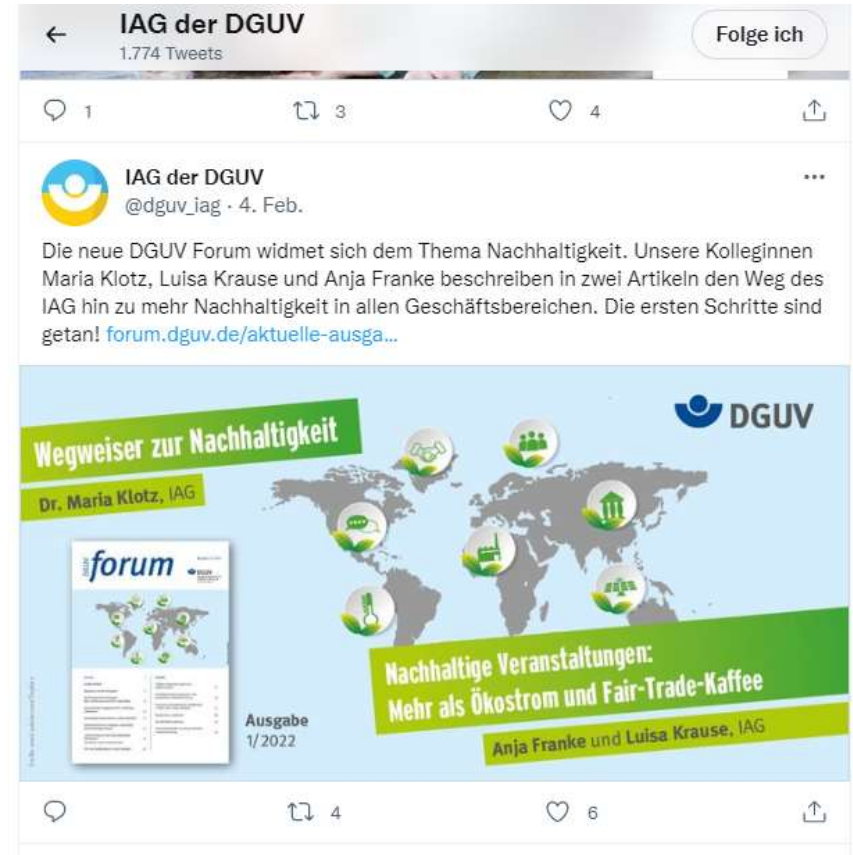 IAG der DGUV
1.774 Tweets
Folge ich
1
3
4
IAG der DGUV
@dguv_iag · 4. Feb.
Die neue DGUV Forum widmet sich dem Thema Nachhaltigkeit. Unsere Kolleginnen
Maria Klotz, Luisa Krause und Anja Franke beschreiben in zwei Artikeln den Weg des
IAG hin zu mehr Nachhaltigkeit in allen Geschäftsbereichen. Die ersten Schritte sind
getan! forum.dguv.de/aktuelle-ausga...
DGUV
Wegweiser zur Nachhaltigkeit
Dr. Maria Klotz, IAG
DGUV
forum
Ausgabe
1/2022
Nachhaltige Veranstaltungen:
Mehr als Ökostrom und Fair-Trade-Kaffee
Anja Franke und Luisa Krause, IAG
4
6